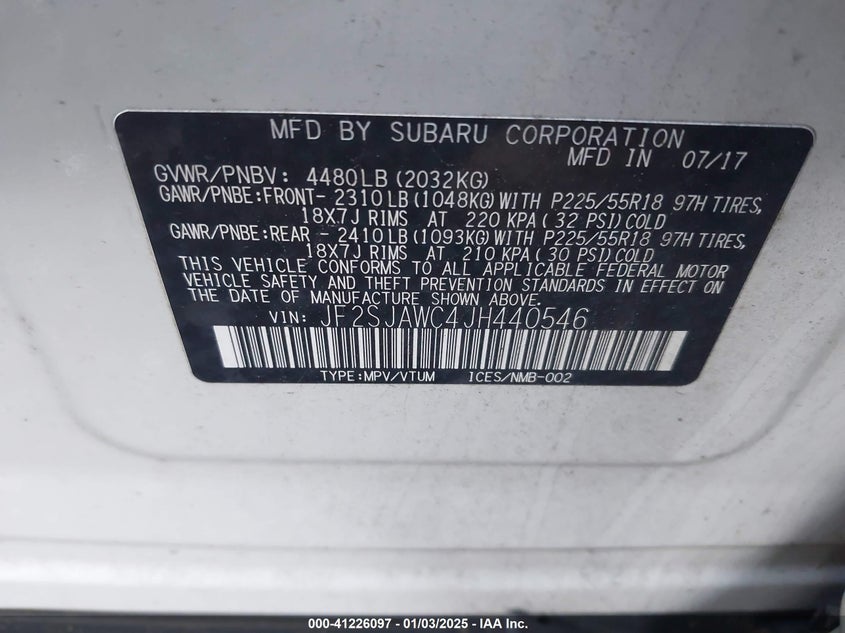 MFD BY SUBARU CORPORATION
MFD IN 07/17
GVWR/PNBV: 4480LB(2032KG)
GAWR/PNBE:FRONT- 2310LB(1048KG)WITH P225/55R18 97H TIRES,
18X7J RIMS AT 220 KPA( 32 PSI)COLD
GAWR/PNBE:REAR - 2410LB(1093KG)WITH P225/55R18 97H TIRES,
18X7J RIMS AT 210 KPA( 30 PSI)COLD
THIS VEHICLE CONFORMS TO ALL APPLICABLE FEDERAL MOTOR
VEHICLE SAFETY AND THEFT PREVENTION STANDARDS IN EFFECT ON
THE DATE OF MANUFACTURE SHOWN ABOVE.
VIN: JF2SJAWC4JH440546
TYPE:MPV/VTUM ICES/NMB-002
000-41226097 — 01/03/2025 — IAA Inc.